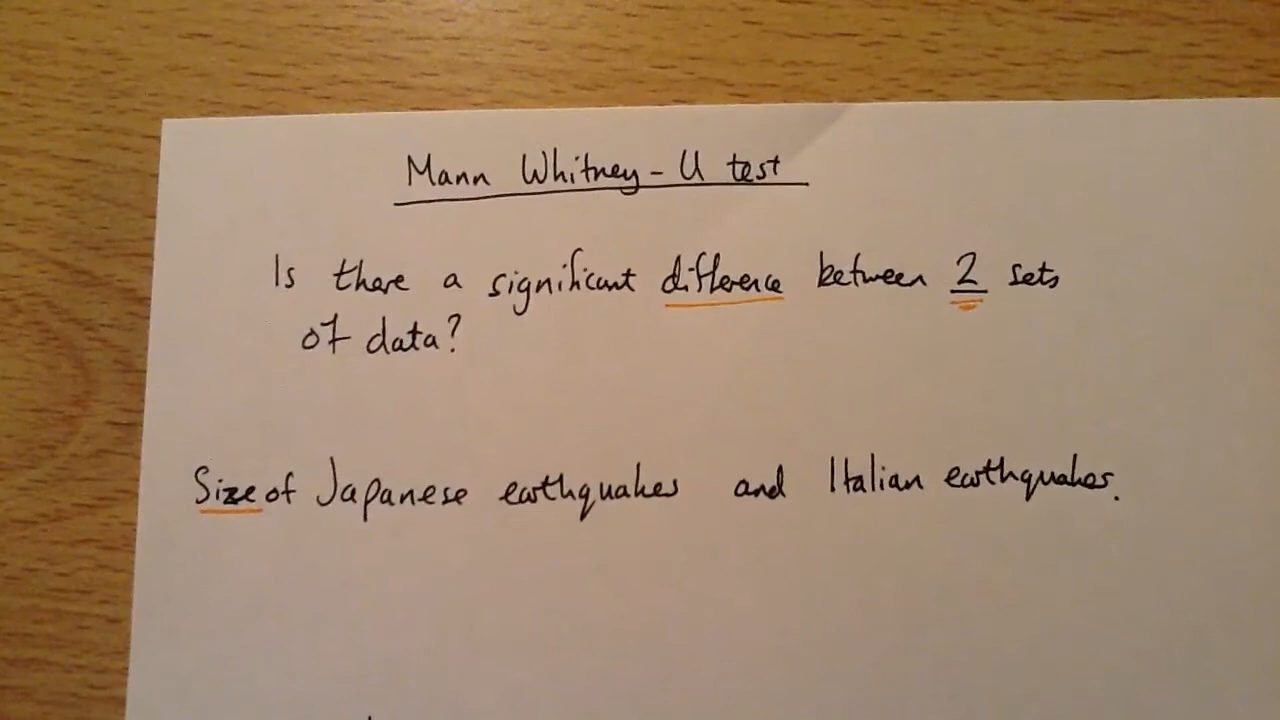 Mann Whitney-U test
Is there a significant difference between 2 sets
of data?
Size of Japanese earthquakes and Italian earthquakes.